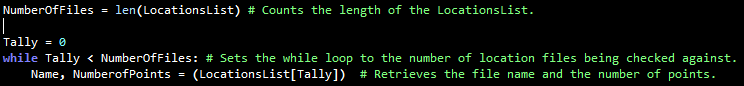 NumberOfFiles = len(LocationsList) # Counts the length of the LocationsList.
Tally = 0
while Tally < NumberOfFiles: # Sets the while loop to the number of location files being checked against.
    Name, NumberofPoints = (LocationsList[Tally])  # Retrieves the file name and the number of points.